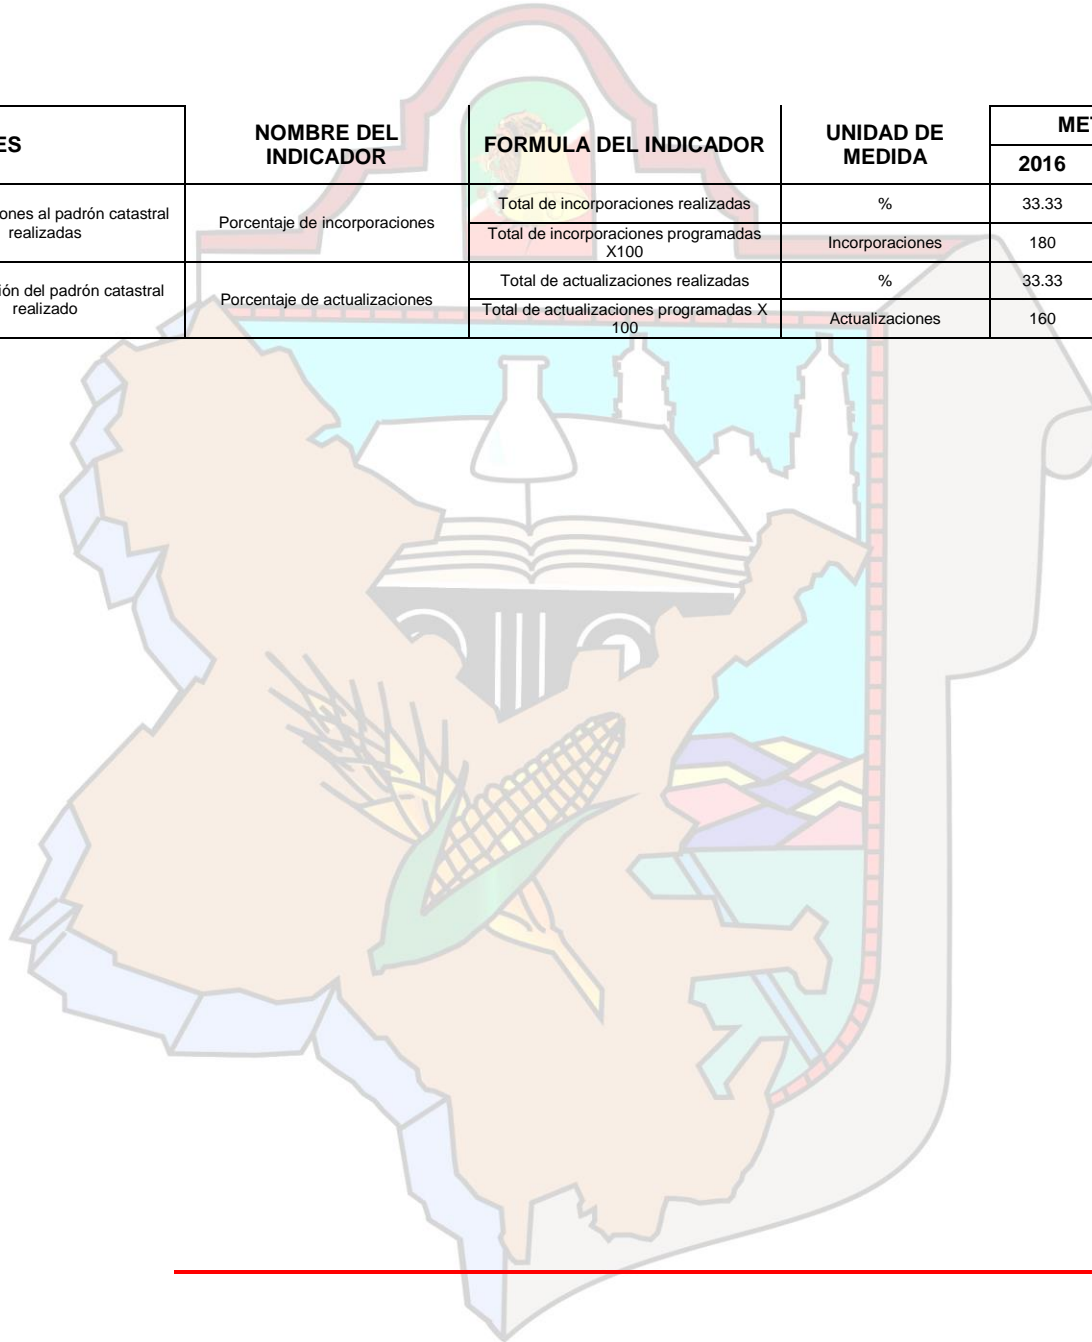 ES
NOMBRE DEL
INDICADOR
FORMULA DEL INDICADOR
UNIDAD DE
MEDIDA
MET
2016
ones al padrón catastral
realizadas
Porcentaje de incorporaciones
Total de incorporaciones realizadas
%
33.33
Total de incorporaciones programadas
X100
Incorporaciones
180
ión del padrón catastral
realizado
Porcentaje de actualizaciones
Total de actualizaciones realizadas
%
33.33
Total de actualizaciones programadas X
100
Actualizaciones
160